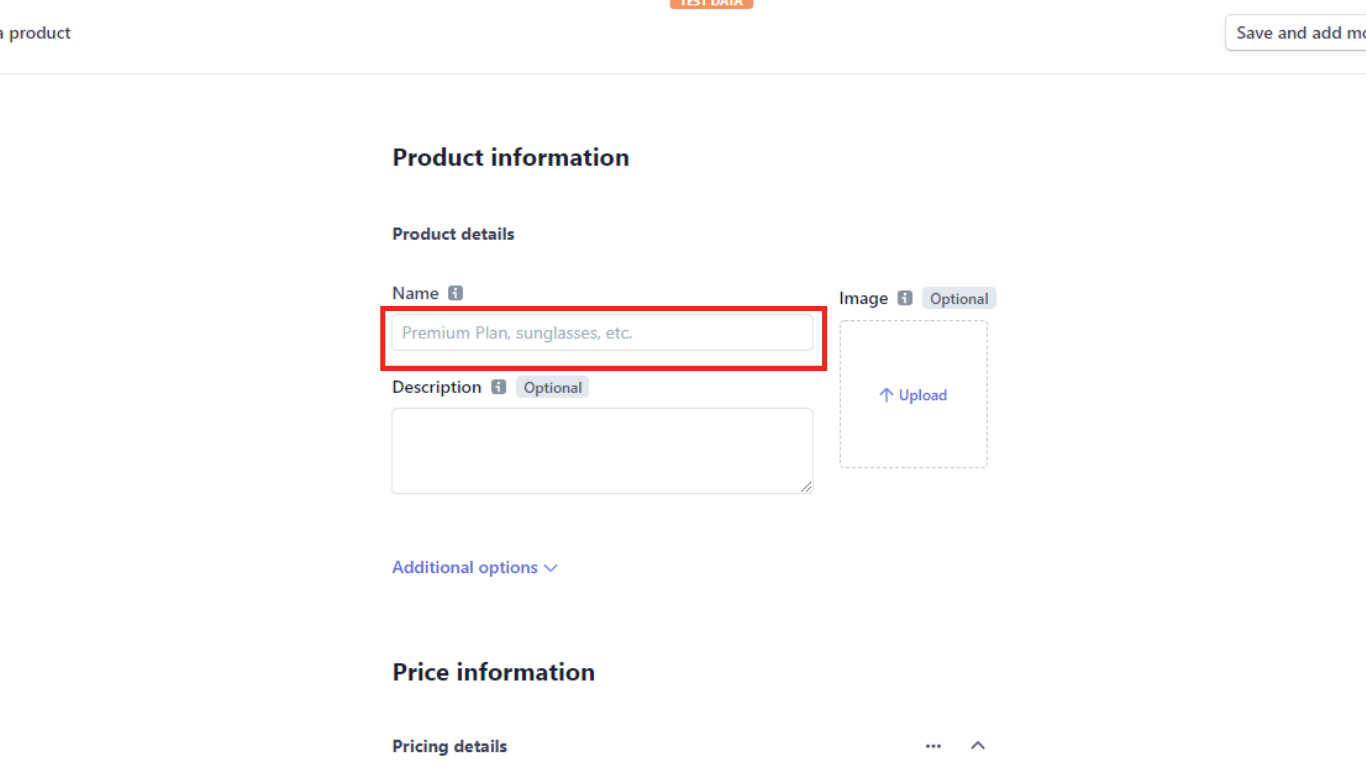 TEST DATA
a product
Save and add
Product information
Product details
Name
Image Optional
Premium Plan, sunglasses, etc.
Description Optional
Upload
Additional options
Price information
Pricing details